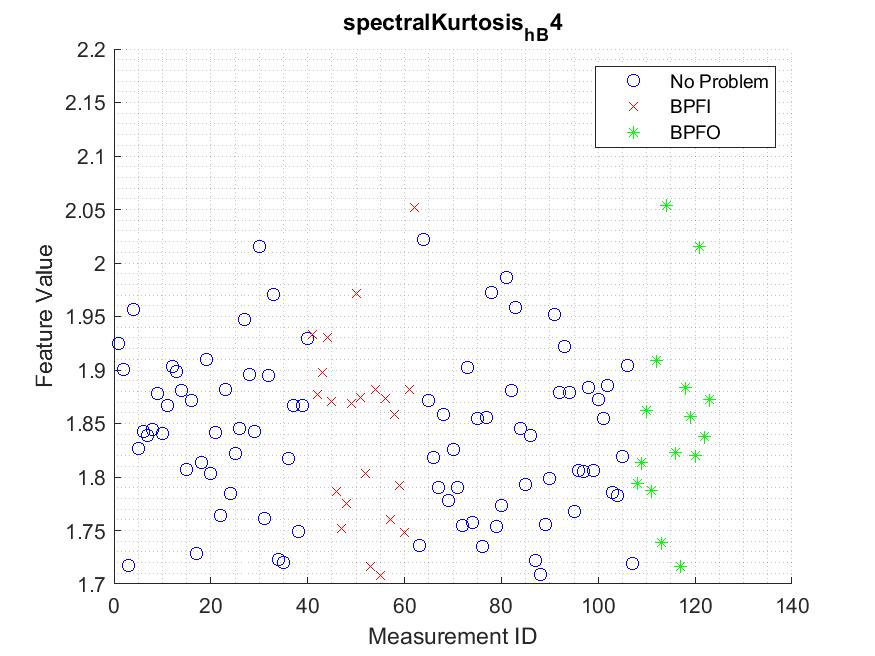 spectralKurtosis_hB4
2.2
2.15
2.1
2.05
2
1.95
1.9
1.85
1.8
1.75
1.7
0 20 40 60 80 100 120 140
Feature Value
Measurement ID
No Problem
BPFI
BPFO